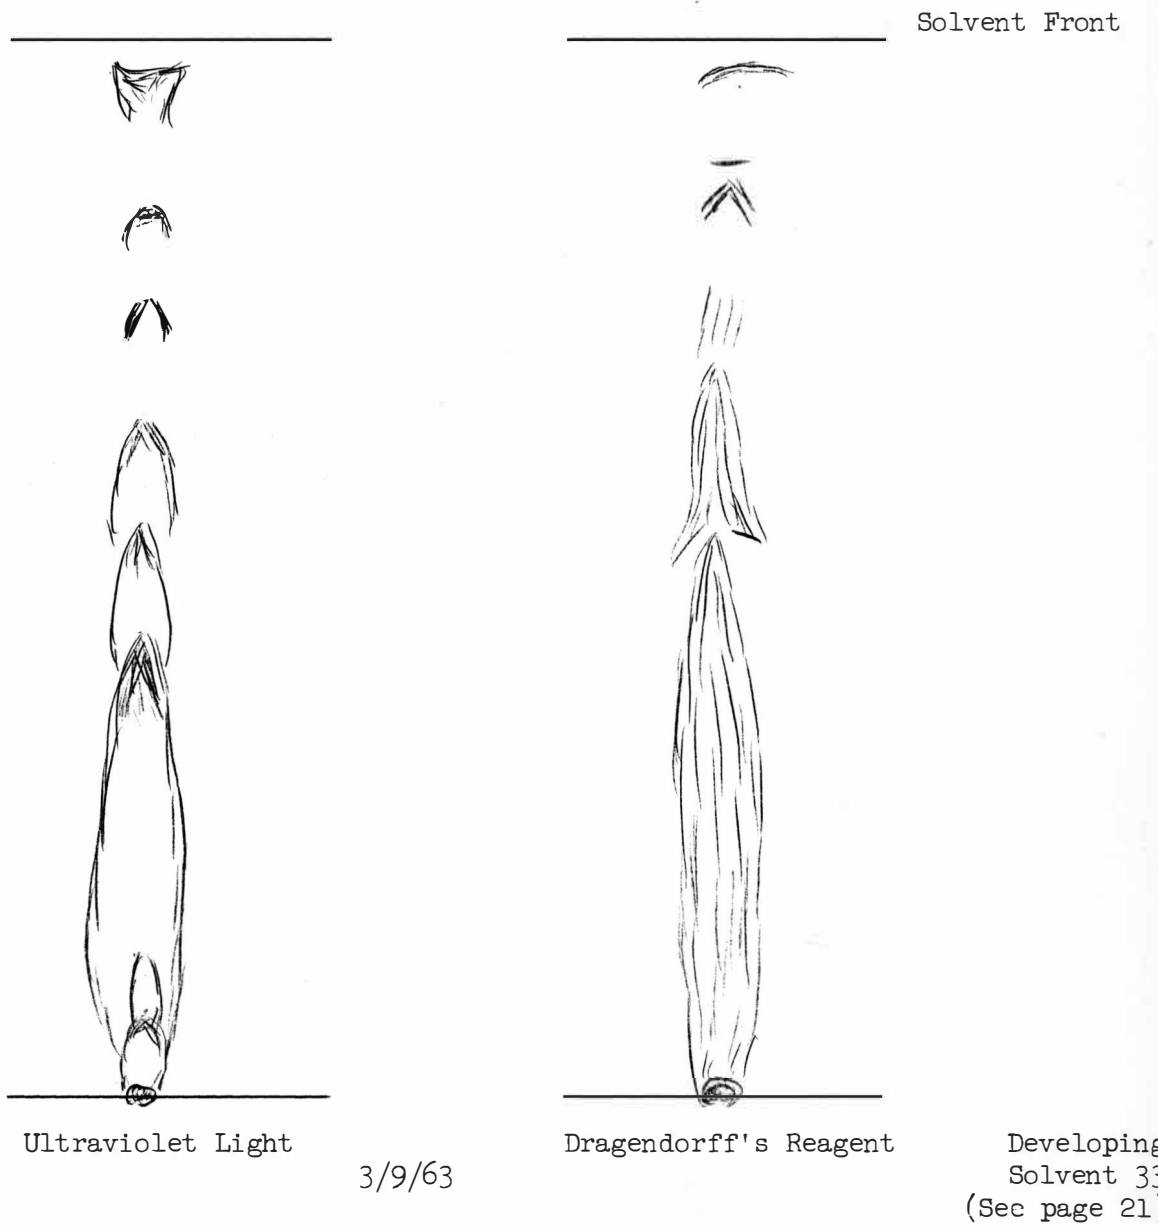 Solvent Front
Ultraviolet Light
Dragendorff's Reagent
3/9/63
Developing
Solvent 33
(See page 21)